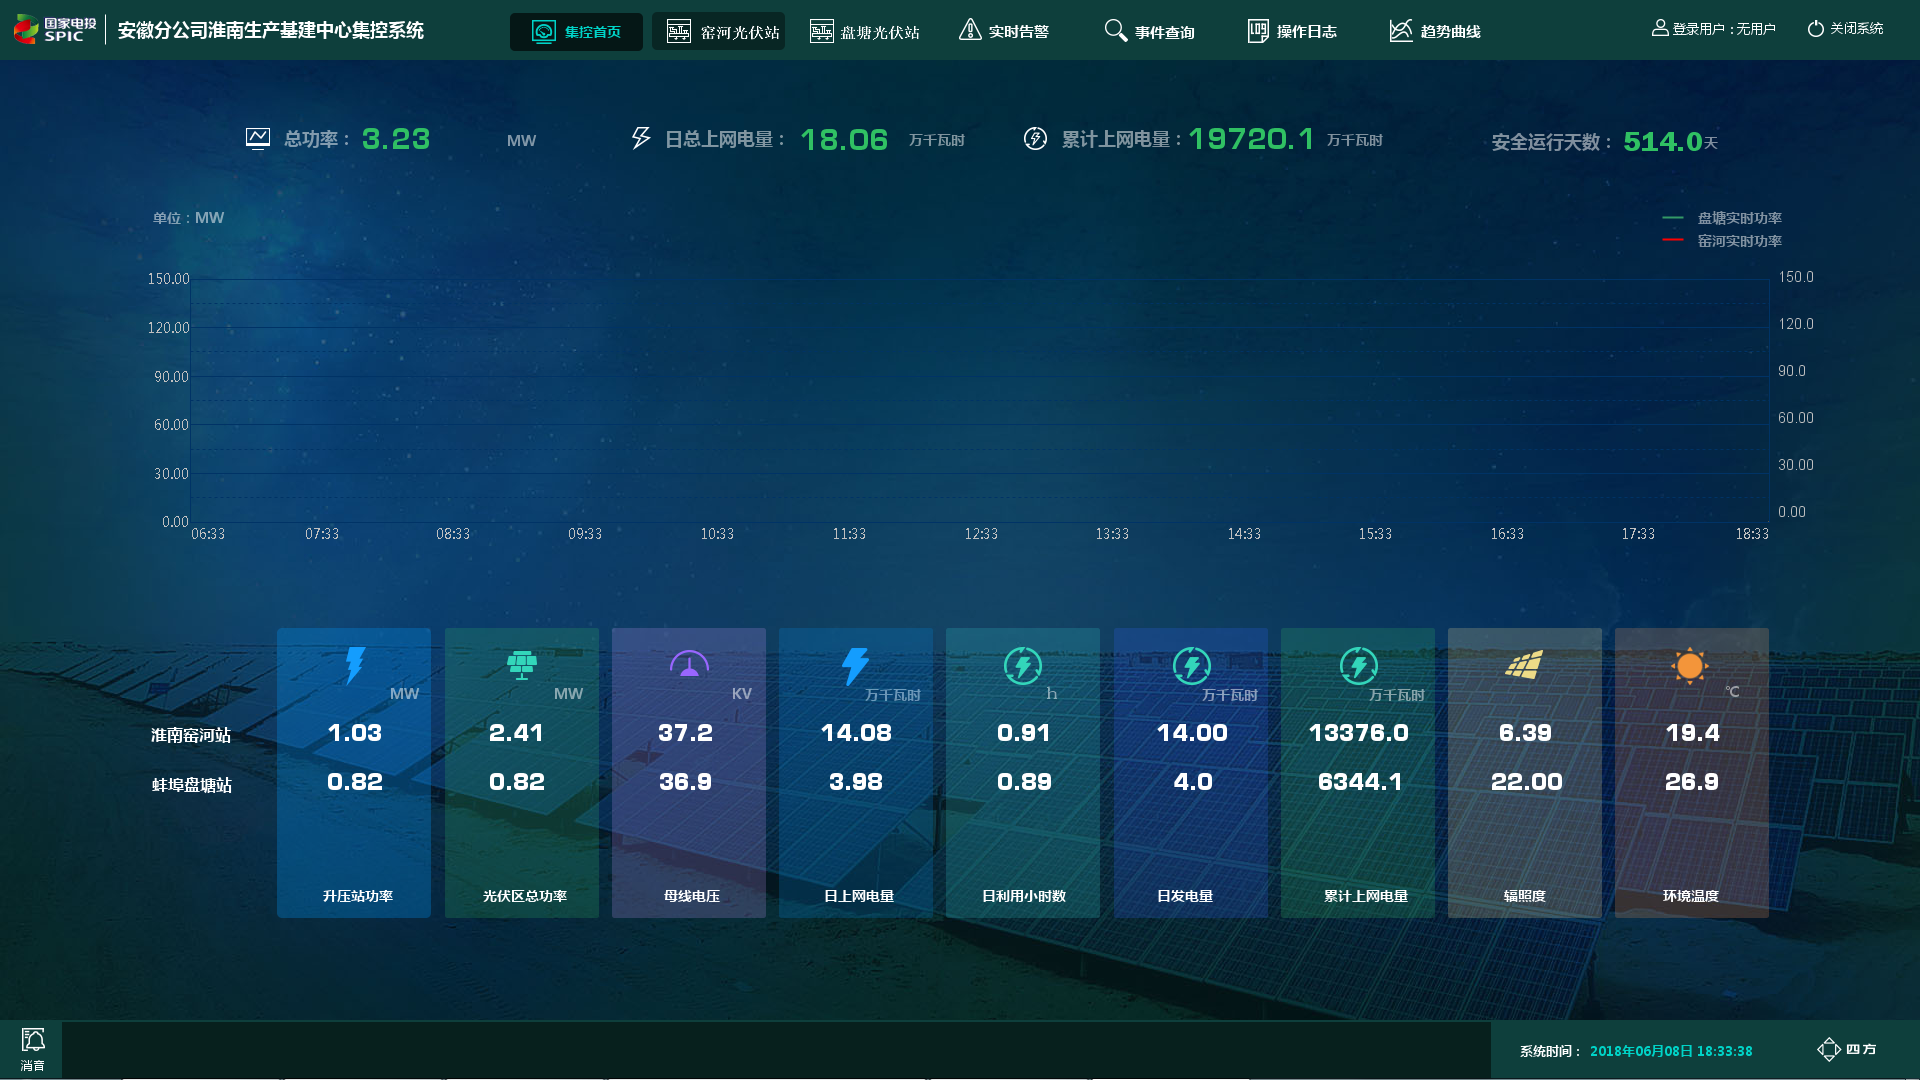 国家电投
SPIC
安徽分公司淮南生产基建中心集控系统
集控首页
窑河光伏站
盘塘光伏站
实时告警
事件查询
操作日志
趋势曲线
登录用户：无用户
关闭系统
总功率： 3.23 MW
日总上网电量： 18.06 万千瓦时
累计上网电量：19720.1 万千瓦时
安全运行天数： 514.0天
单位：MW
盘塘实时功率
窑河实时功率
150.00
120.00
90.00
60.00
30.00
0.00
150.0
120.0
90.0
60.00
30.00
0.00
06:33 07:33 08:33 09:33 10:33 11:33 12:33 13:33 14:33 15:33 16:33 17:33 18:33
MW MW KV 万千瓦时 h 万千瓦时 万千瓦时 ℃
淮南窑河站 1.03 2.41 37.2 14.08 0.91 14.00 13376.0 6.39 19.4
蚌埠盘塘站 0.82 0.82 36.9 3.98 0.89 4.0 6344.1 22.00 26.9
升压站功率 光伏区总功率 母线电压 日上网电量 日利用小时数 日发电量 累计上网电量 辐照度 环境温度
消音
系统时间： 2018年06月08日 18:33:38
四方